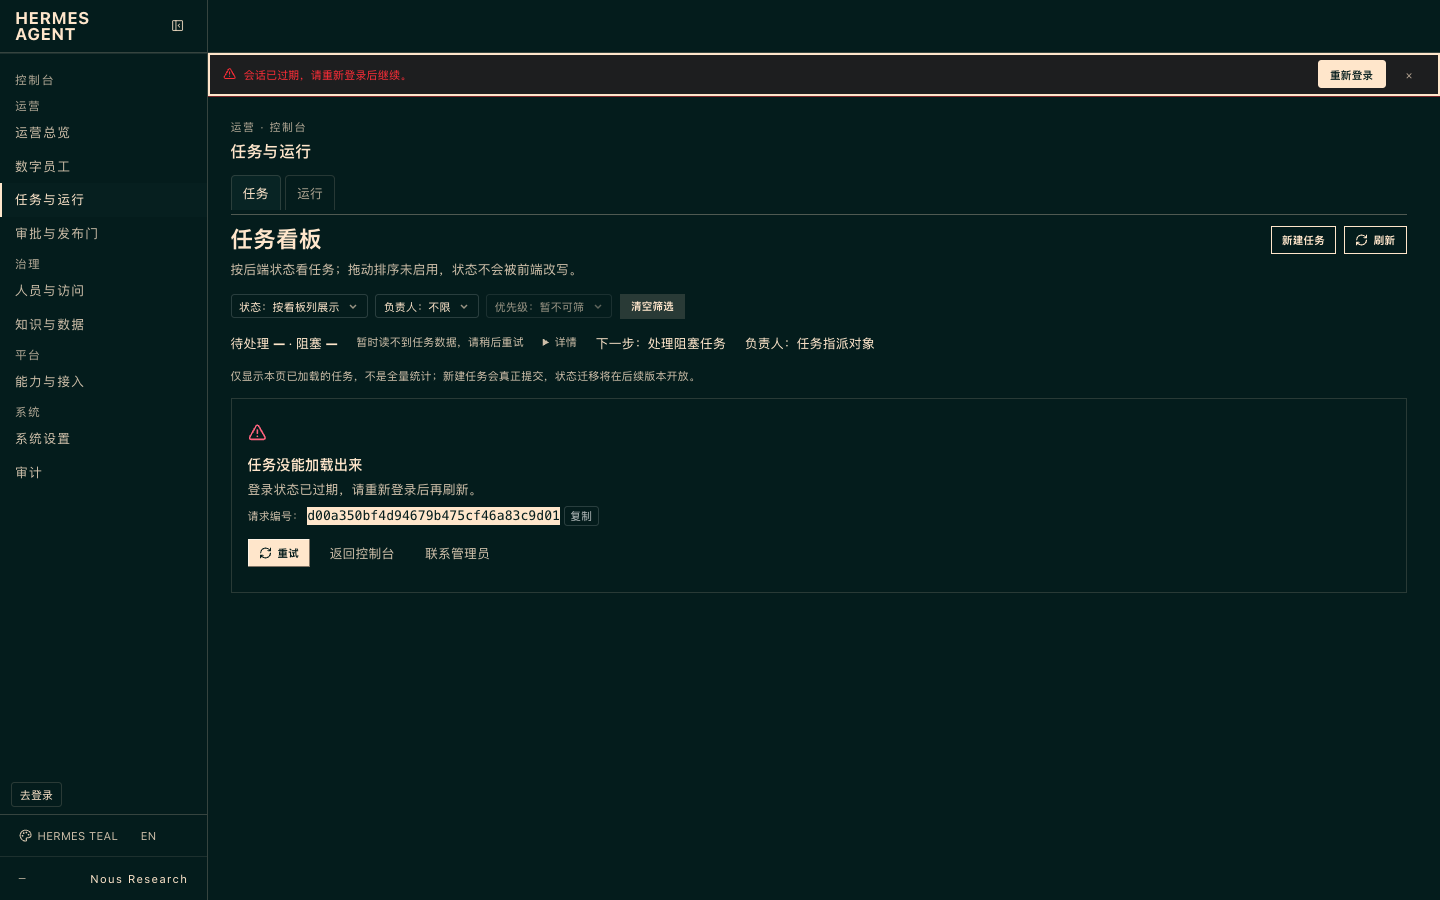 HERMES
AGENT
控制台
运营
运营总览
数字员工
任务与运行
审批与发布门
治理
人员与访问
知识与数据
平台
能力与接入
系统
系统设置
审计
去登录
HERMES TEAL EN
— Nous Research
会话已过期，请重新登录后继续。 重新登录 ×
运营 · 控制台
任务与运行
任务 运行
任务看板 新建任务 刷新
按后端状态看任务；拖动排序未启用，状态不会被前端改写。
状态：按看板列展示 负责人：不限 优先级：暂不可筛 清空筛选
待处理 — · 阻塞 — 暂时读不到任务数据，请稍后重试 ▶ 详情 下一步：处理阻塞任务 负责人：任务指派对象
仅显示本页已加载的任务，不是全量统计；新建任务会真正提交，状态迁移将在后续版本开放。
任务没能加载出来
登录状态已过期，请重新登录后再刷新。
请求编号： d00a350bf4d94679b475cf46a83c9d01 复制
重试 返回控制台 联系管理员